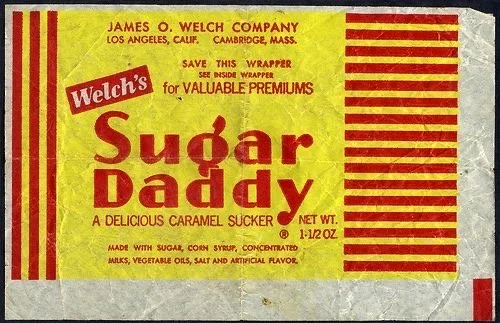 JAMES O. WELCH COMPANY
LOS ANGELES, CALIF. CAMBRIDGE, MASS.
SAVE THIS WRAPPER
SEE INSIDE WRAPPER
for VALUABLE PREMIUMS
Welch's
Sugar
Daddy
A DELICIOUS CARAMEL SUCKER
®
NET WT.
1-1/2 OZ.
MADE WITH SUGAR, CORN SYRUP, CONCENTRATED
MILKS, VEGETABLE OILS, SALT AND ARTIFICIAL FLAVOR.